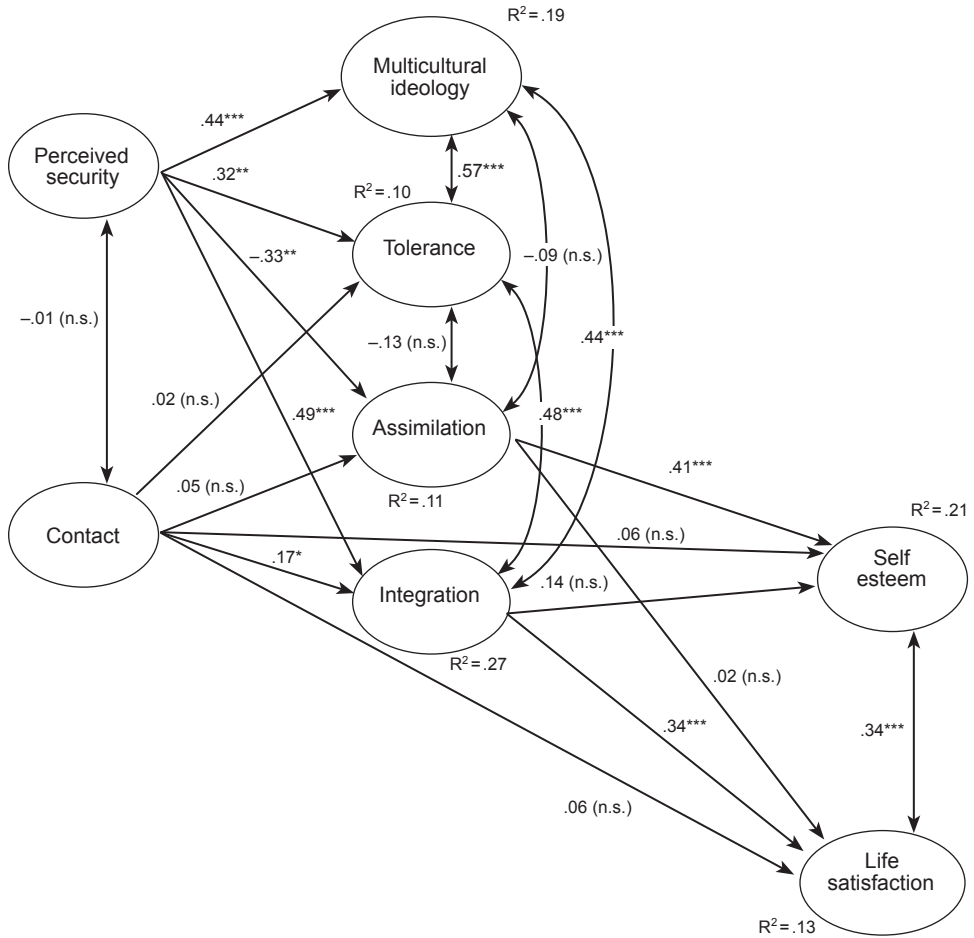 R² = .19
Multicultural
ideology
.44***
Perceived
security
.32**
.57***
R² = .10
Tolerance
–.33**
–.09 (n.s.)
–.01 (n.s.)
–.13 (n.s.)
.44***
.02 (n.s.)
.49***
.48***
Assimilation
.41***
.05 (n.s.)
R² = .11
R² = .21
Contact
.06 (n.s.)
.17*
Self
esteem
.14 (n.s.)
Integration
R² = .27
.02 (n.s.)
.34***
.34***
.06 (n.s.)
Life
satisfaction
R² = .13